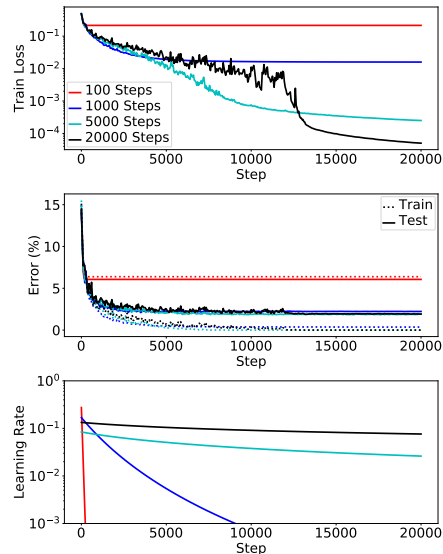 10⁻¹
10⁻²
10⁻³
10⁻⁴
Train Loss
100 Steps
1000 Steps
5000 Steps
20000 Steps
0 5000 10000 15000 20000
Step
15
10
5
0
Error (%)
Train
Test
0 5000 10000 15000 20000
Step
10⁰
10⁻¹
10⁻²
10⁻³
Learning Rate
0 5000 10000 15000 20000
Step